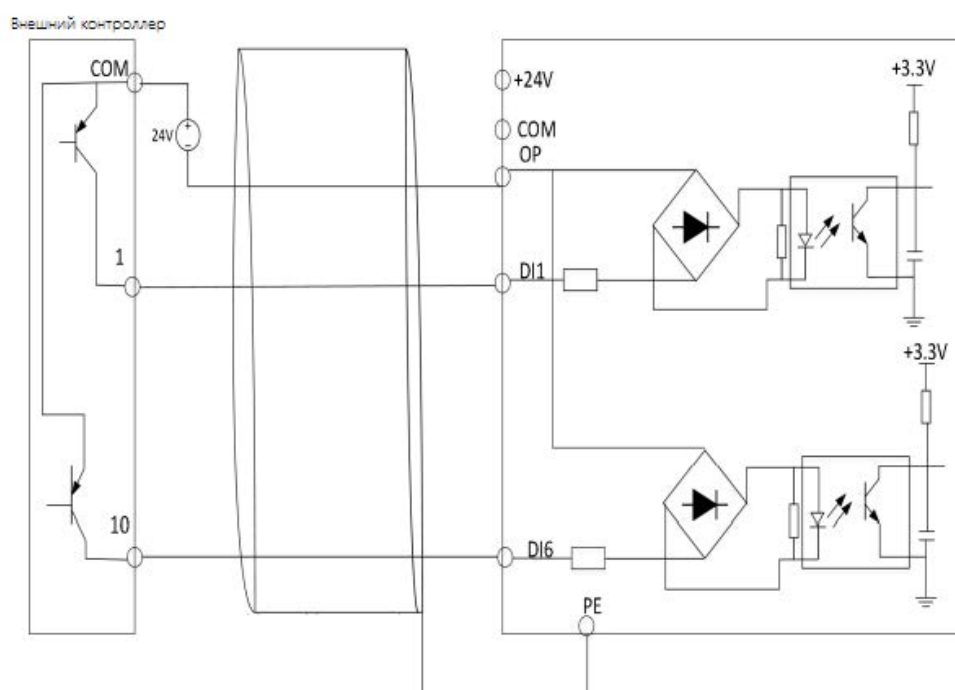 Внешний контроллер
COM
24V
+
−
1
10
+24V
COM
OP
DI1
DI6
PE
+3.3V
+3.3V